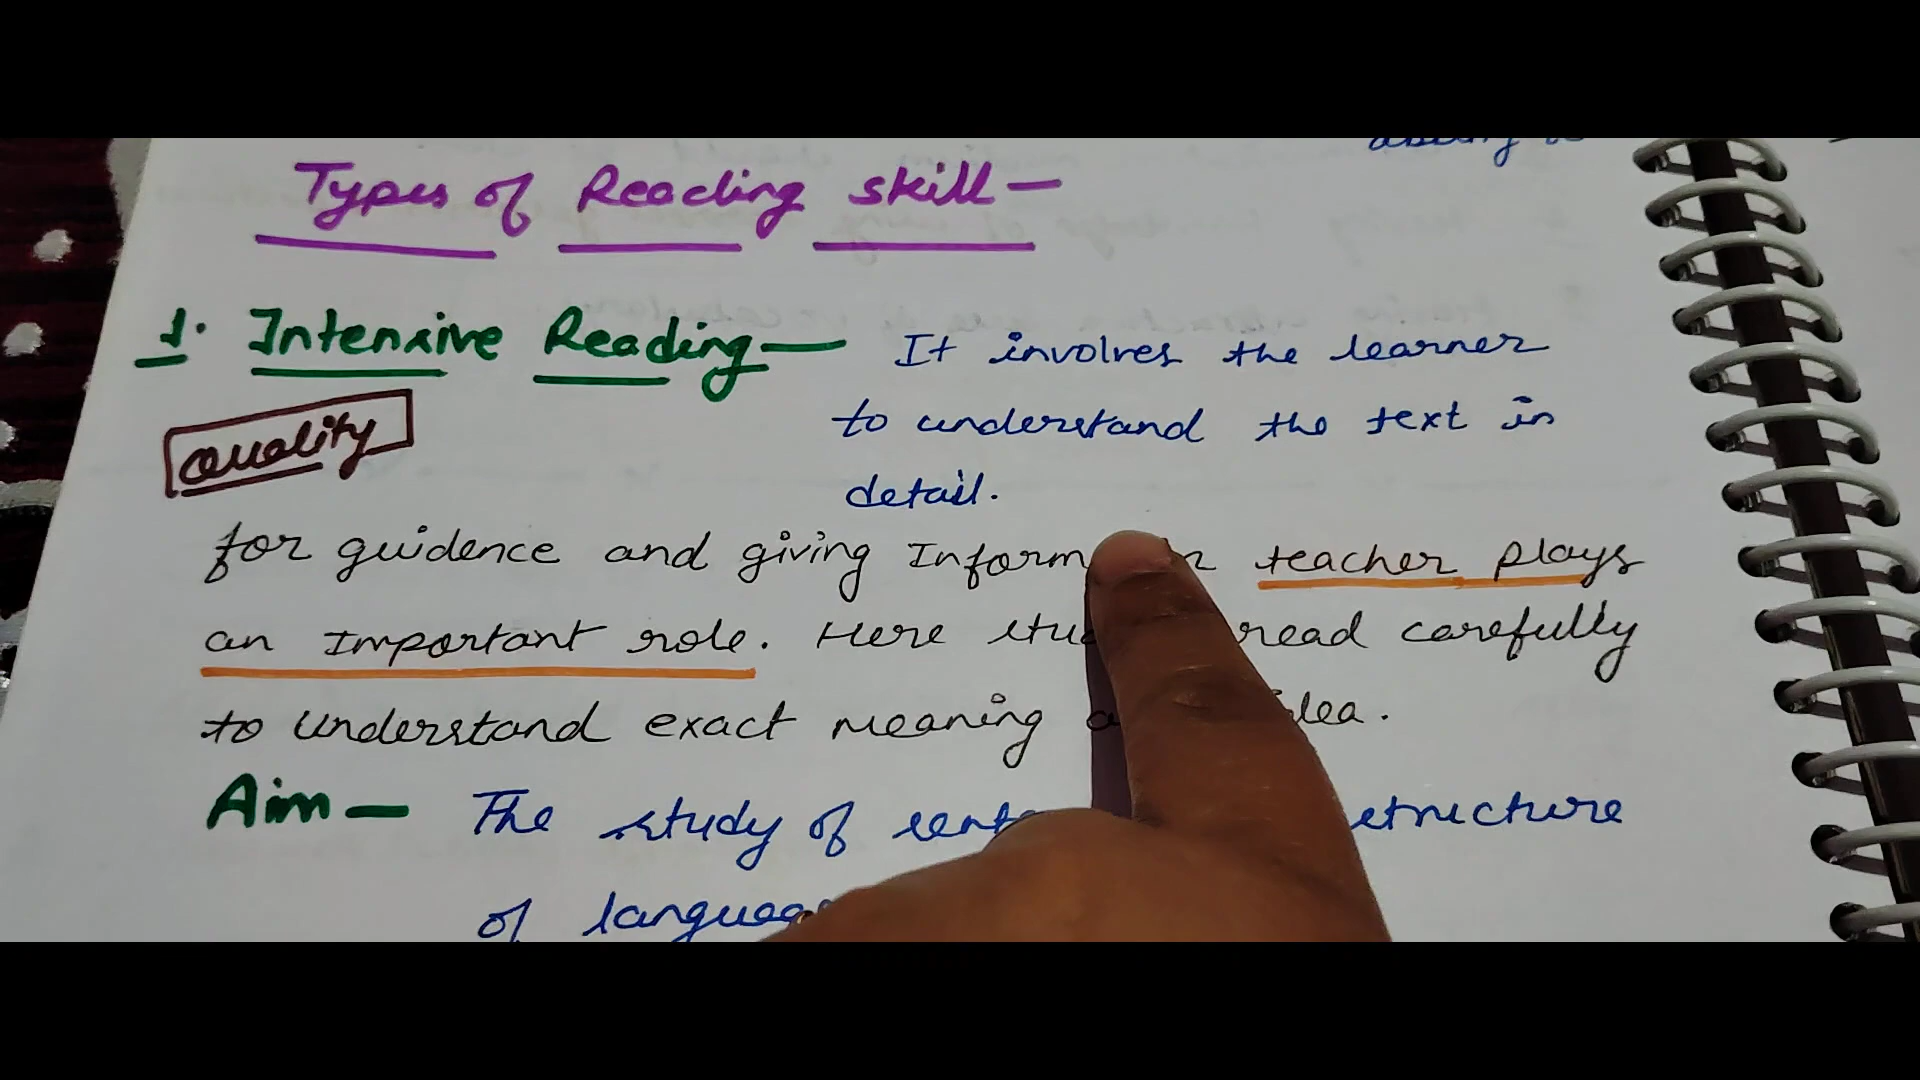 Types of Reading skill-
1. Intensive Reading- It involves the learner
Quality
to understand the text in
detail.
for guidence and giving teacher plays
an Important role. Here read carefully
to understand exact meaning
Aim- The study of structure
of